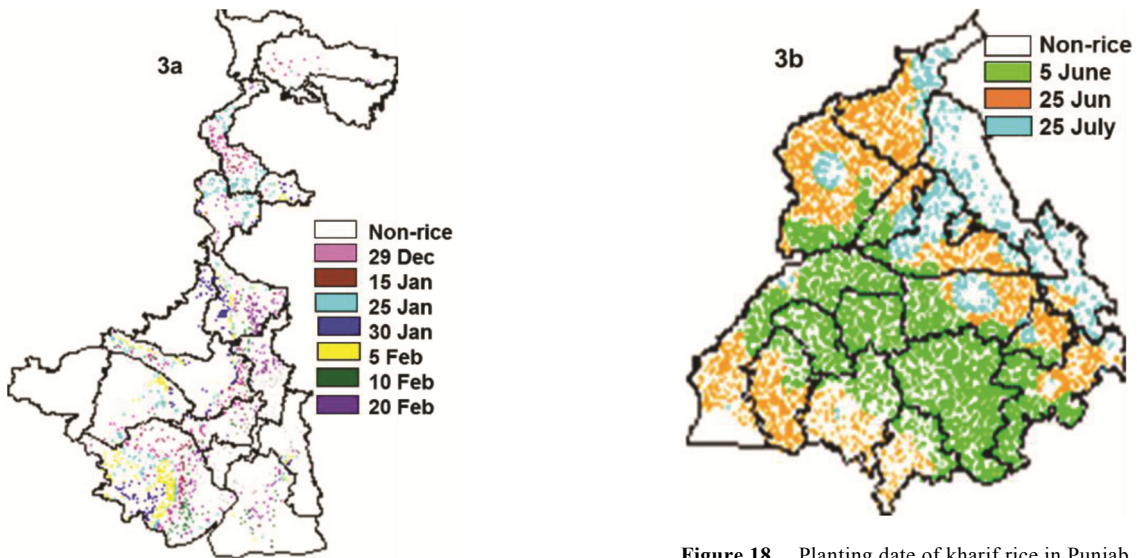 3a
Non-rice
29 Dec
15 Jan
25 Jan
30 Jan
5 Feb
10 Feb
20 Feb
3b
Non-rice
5 June
25 Jun
25 July
Figure 18. Planting date of kharif rice in Punjab